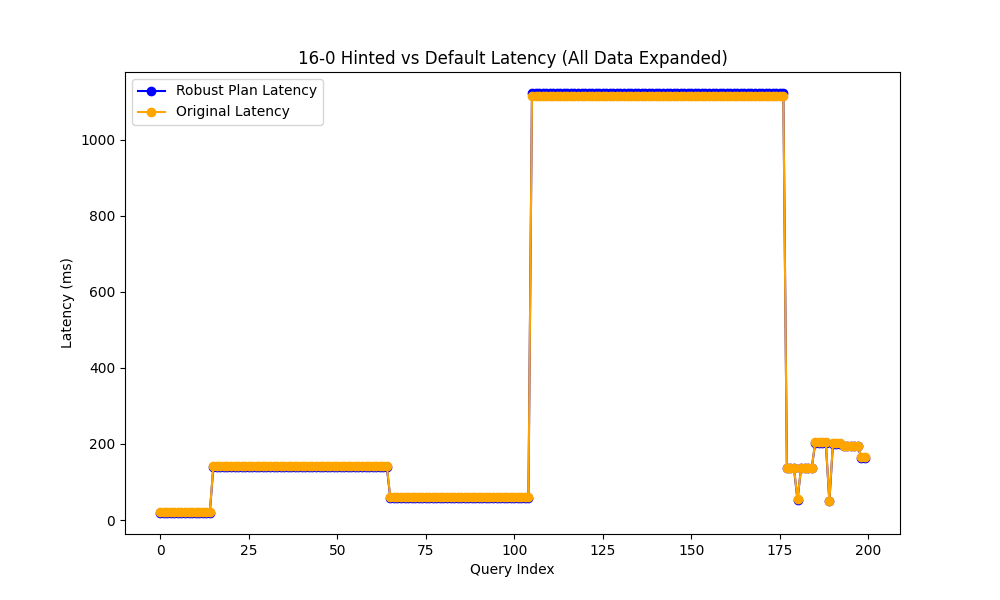 16-0 Hinted vs Default Latency (All Data Expanded)
Robust Plan Latency
Original Latency
Latency (ms)
1000
800
600
400
200
0
0 25 50 75 100 125 150 175 200
Query Index